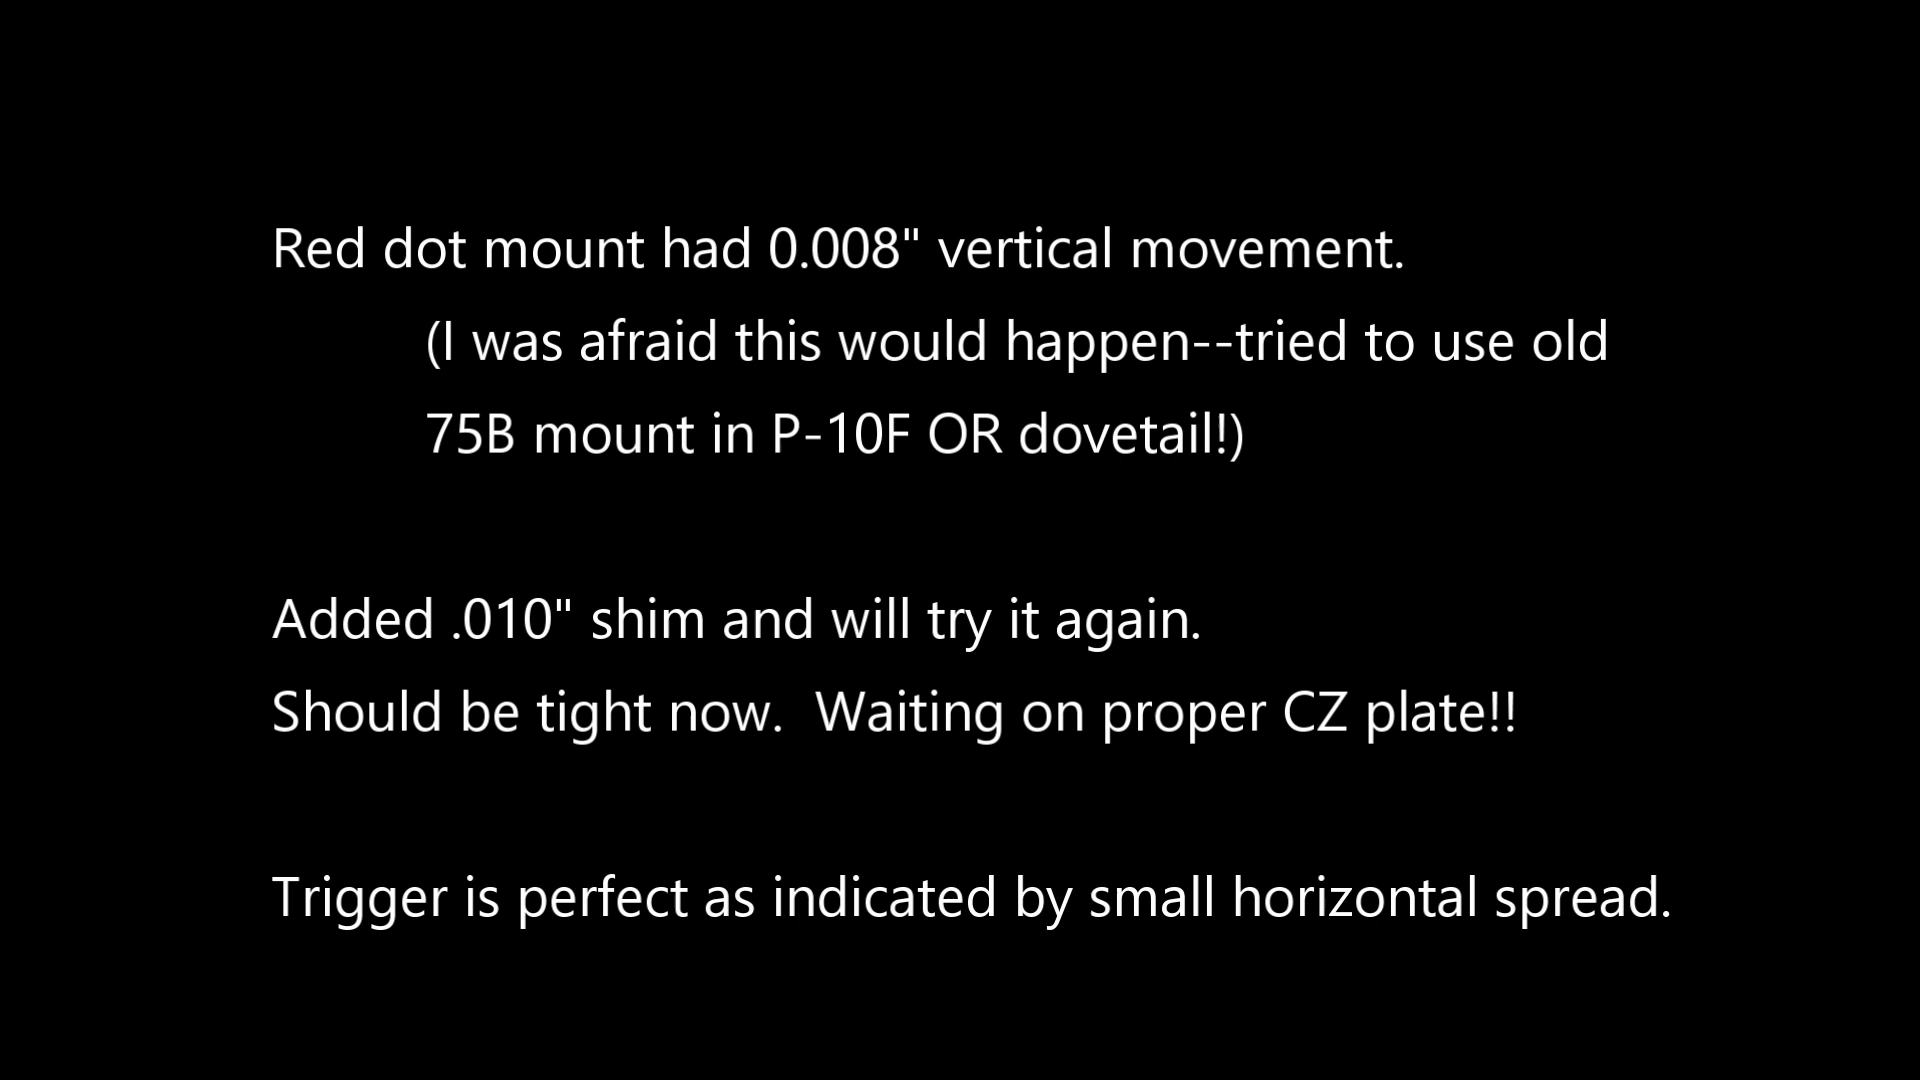 Red dot mount had 0.008" vertical movement.
(I was afraid this would happen--tried to use old
75B mount in P-10F OR dovetail!)
Added .010" shim and will try it again.
Should be tight now.  Waiting on proper CZ plate!!
Trigger is perfect as indicated by small horizontal spread.